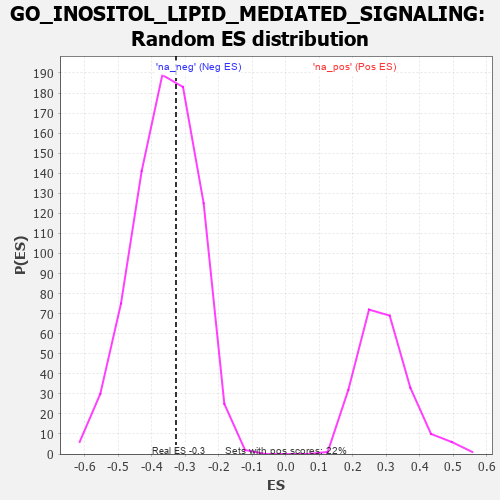 GO_INOSITOL_LIPID_MEDIATED_SIGNALING:
Random ES distribution
'na_neg' (Neg ES)
'na_pos' (Pos ES)
190
180
170
160
150
140
130
120
110
100
90
80
70
60
50
40
30
20
10
0
P(ES)
Real ES -0.3
Sets with pos scores: 22%
-0.6 -0.5 -0.4 -0.3 -0.2 -0.1 0.0 0.1 0.2 0.3 0.4 0.5 0.6
ES